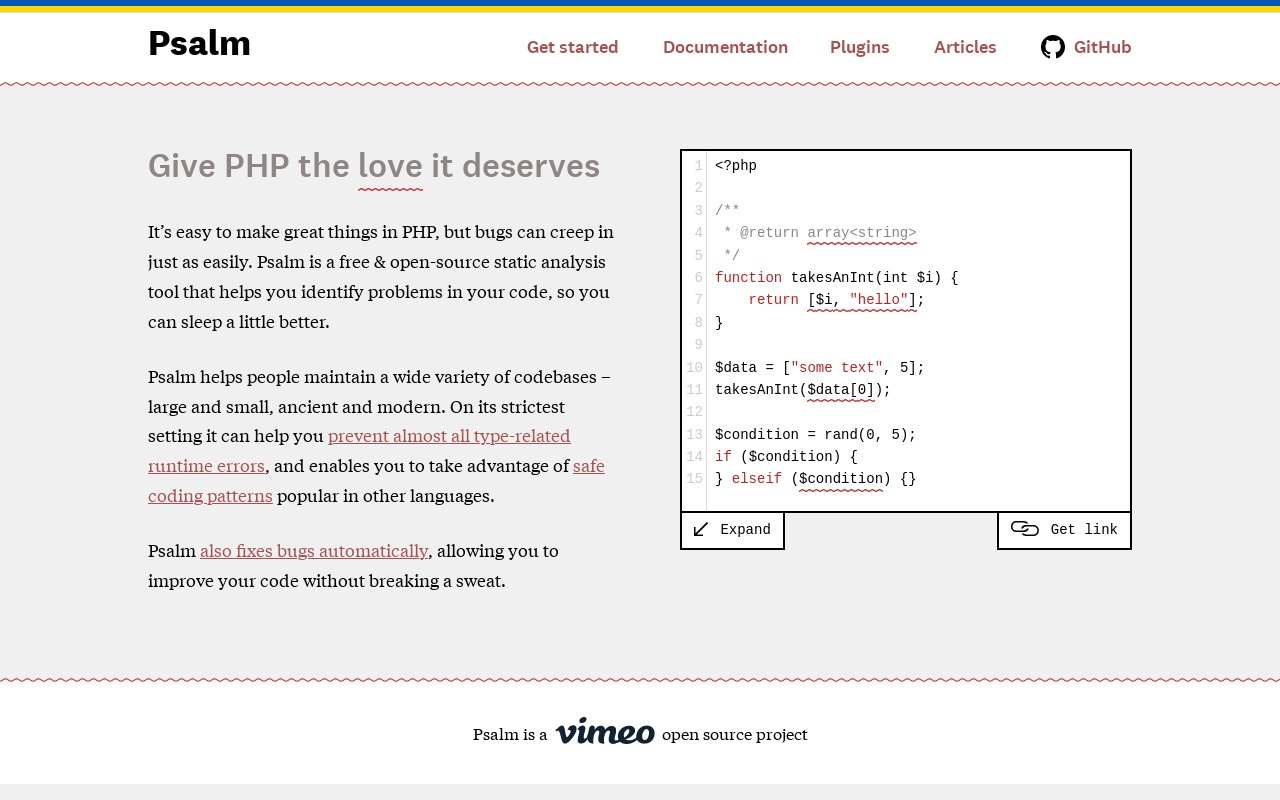 Psalm
Get started
Documentation
Plugins
Articles
GitHub
Give PHP the love it deserves
It’s easy to make great things in PHP, but bugs can creep in
just as easily. Psalm is a free & open-source static analysis
tool that helps you identify problems in your code, so you
can sleep a little better.
Psalm helps people maintain a wide variety of codebases –
large and small, ancient and modern. On its strictest
setting it can help you prevent almost all type-related
runtime errors, and enables you to take advantage of safe
coding patterns popular in other languages.
Psalm also fixes bugs automatically, allowing you to
improve your code without breaking a sweat.
1 <?php
2
3 /**
4  * @return array<string>
5  */
6 function takesAnInt(int $i) {
7     return [$i, "hello"];
8 }
9
10 $data = ["some text", 5];
11 takesAnInt($data[0]);
12
13 $condition = rand(0, 5);
14 if ($condition) {
15 } elseif ($condition) {}
Expand
Get link
Psalm is a vimeo open source project